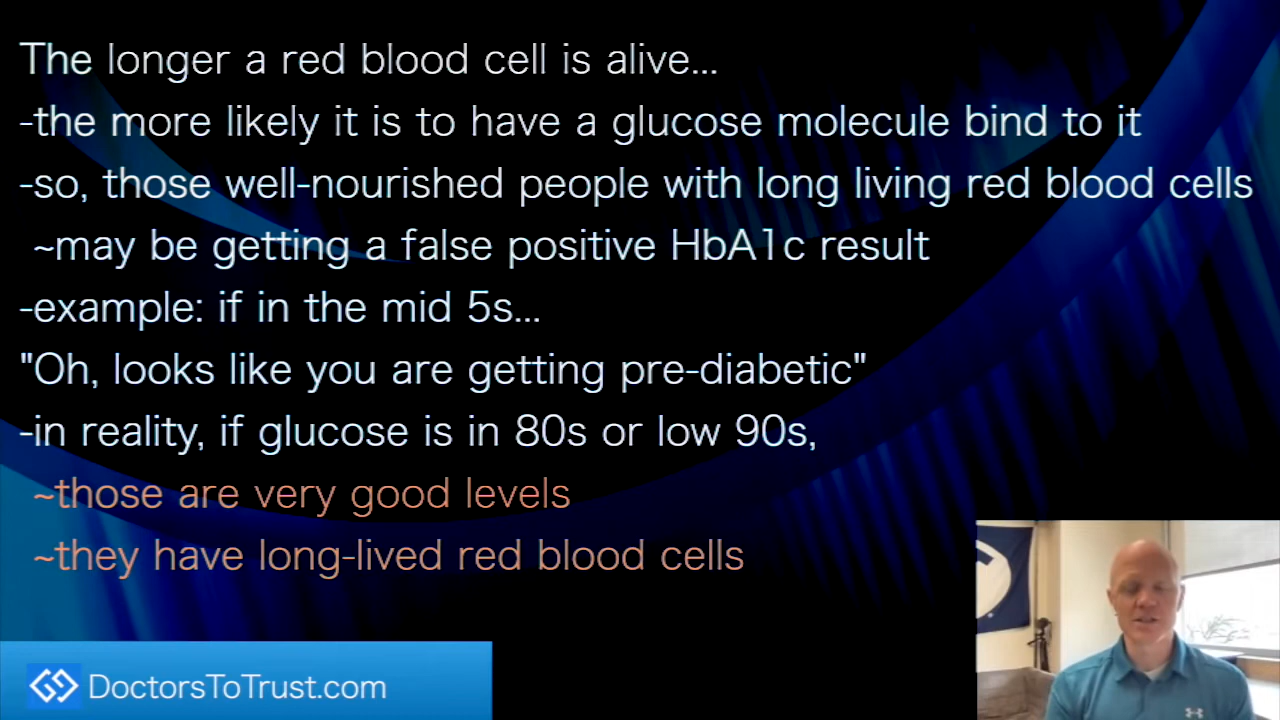 The longer a red blood cell is alive...
-the more likely it is to have a glucose molecule bind to it
-so, those well-nourished people with long living red blood cells
~may be getting a false positive HbA1c result
-example: if in the mid 5s...
"Oh, looks like you are getting pre-diabetic"
-in reality, if glucose is in 80s or low 90s,
~those are very good levels
~they have long-lived red blood cells
DoctorsToTrust.com